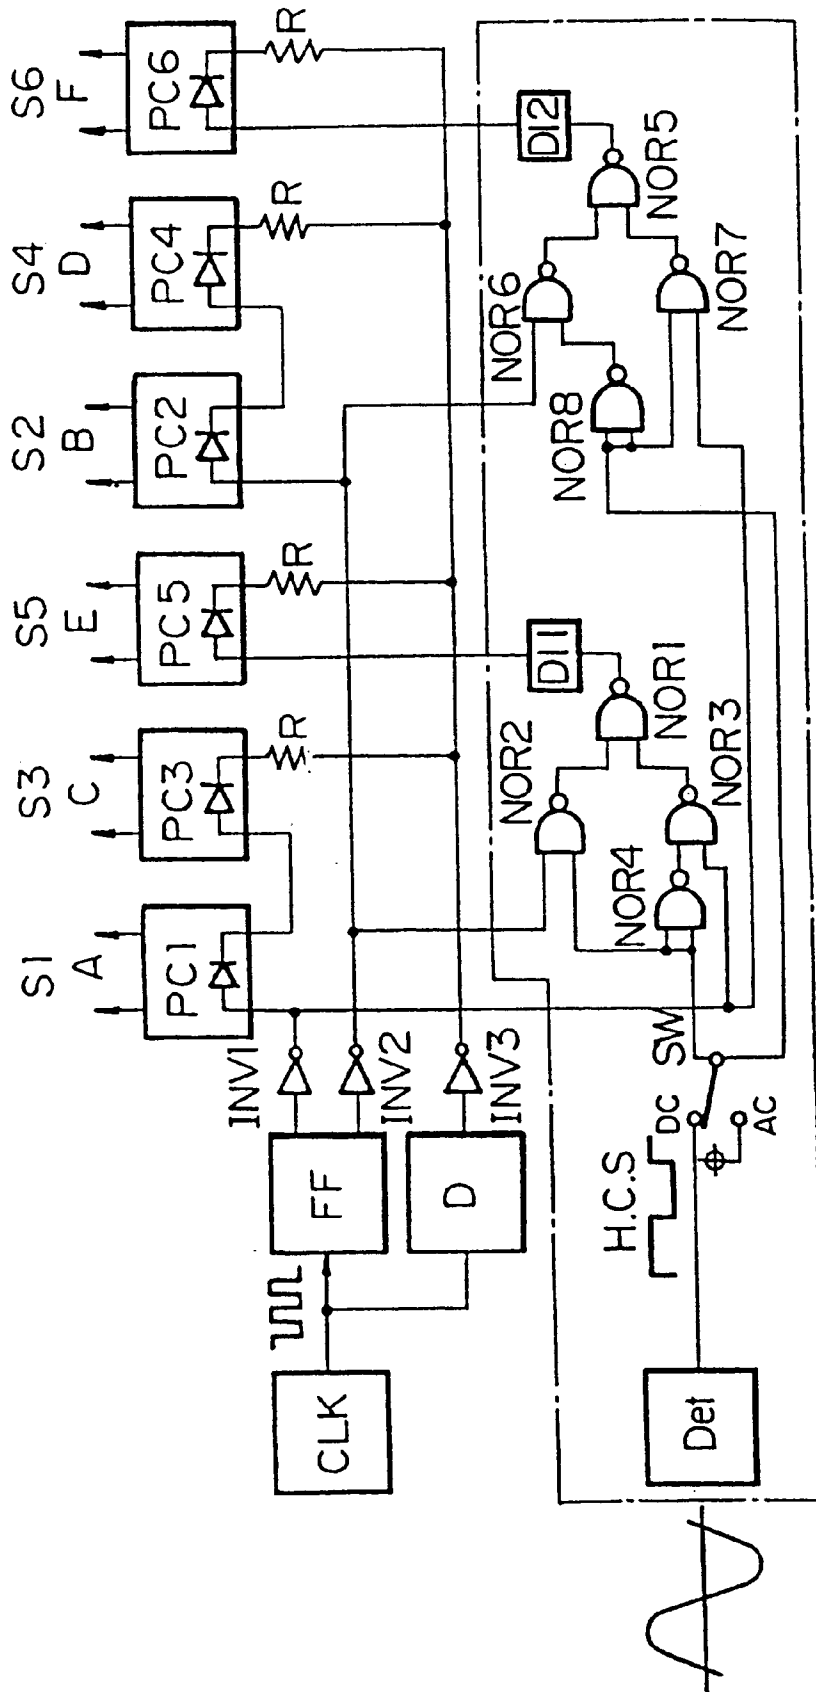 S1
S3
S5
S2
S4
S6
A
C
E
B
D
F
PC1
PC3
PC5
PC2
PC4
PC6
R
R
R
R
INV1
INV2
INV3
CLK
FF
D
DI1
DI2
NOR2
NOR1
NOR4
NOR3
NOR6
NOR5
NOR8
NOR7
H.C.S
DC
SW
AC
Det